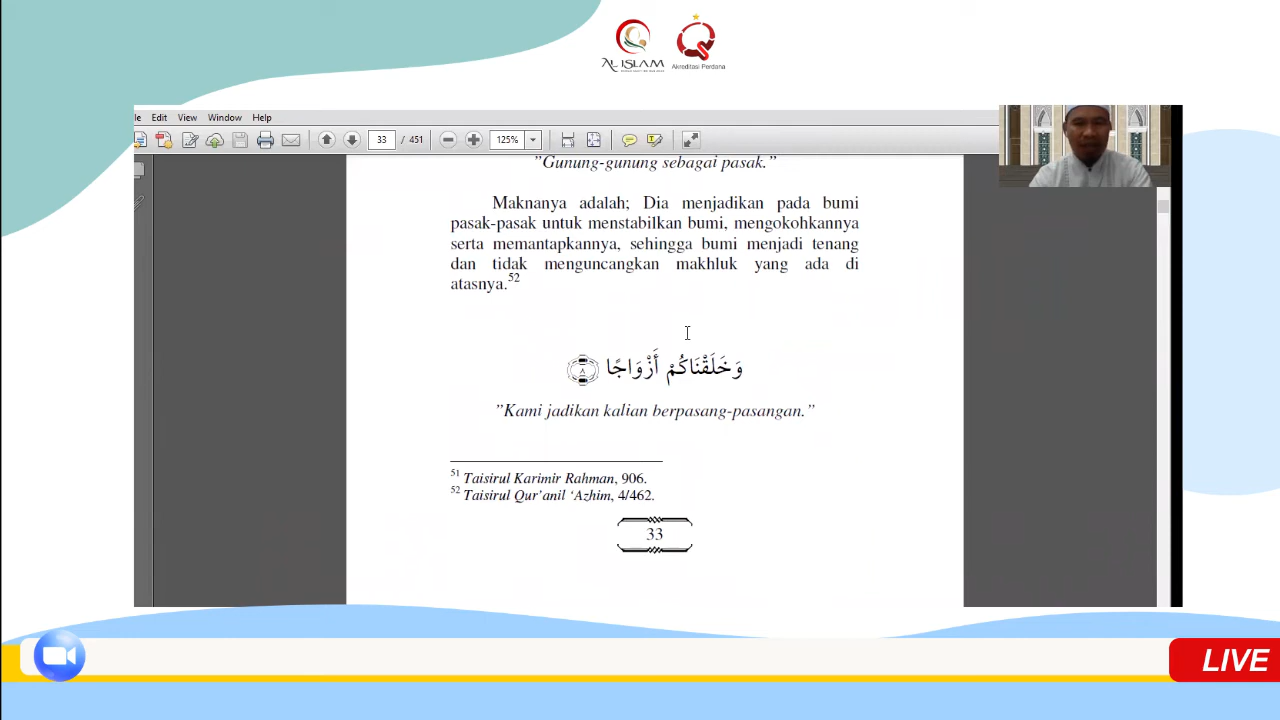 AL ISLAM
Akreditasi Paripurna
le Edit View Window Help
33 / 451 125%
"Gunung-gunung sebagai pasak."
Maknanya adalah; Dia menjadikan pada bumi
pasak-pasak untuk menstabilkan bumi, mengokohkannya
serta memantapkannya, sehingga bumi menjadi tenang
dan tidak menguncangkan makhluk yang ada di
atasnya.52
وَخَلَقْنَاكُمْ أَزْوَاجًا ٨
"Kami jadikan kalian berpasang-pasangan."
51 Taisirul Karimir Rahman, 906.
52 Taisirul Qur'anil 'Azhim, 4/462.
33
LIVE